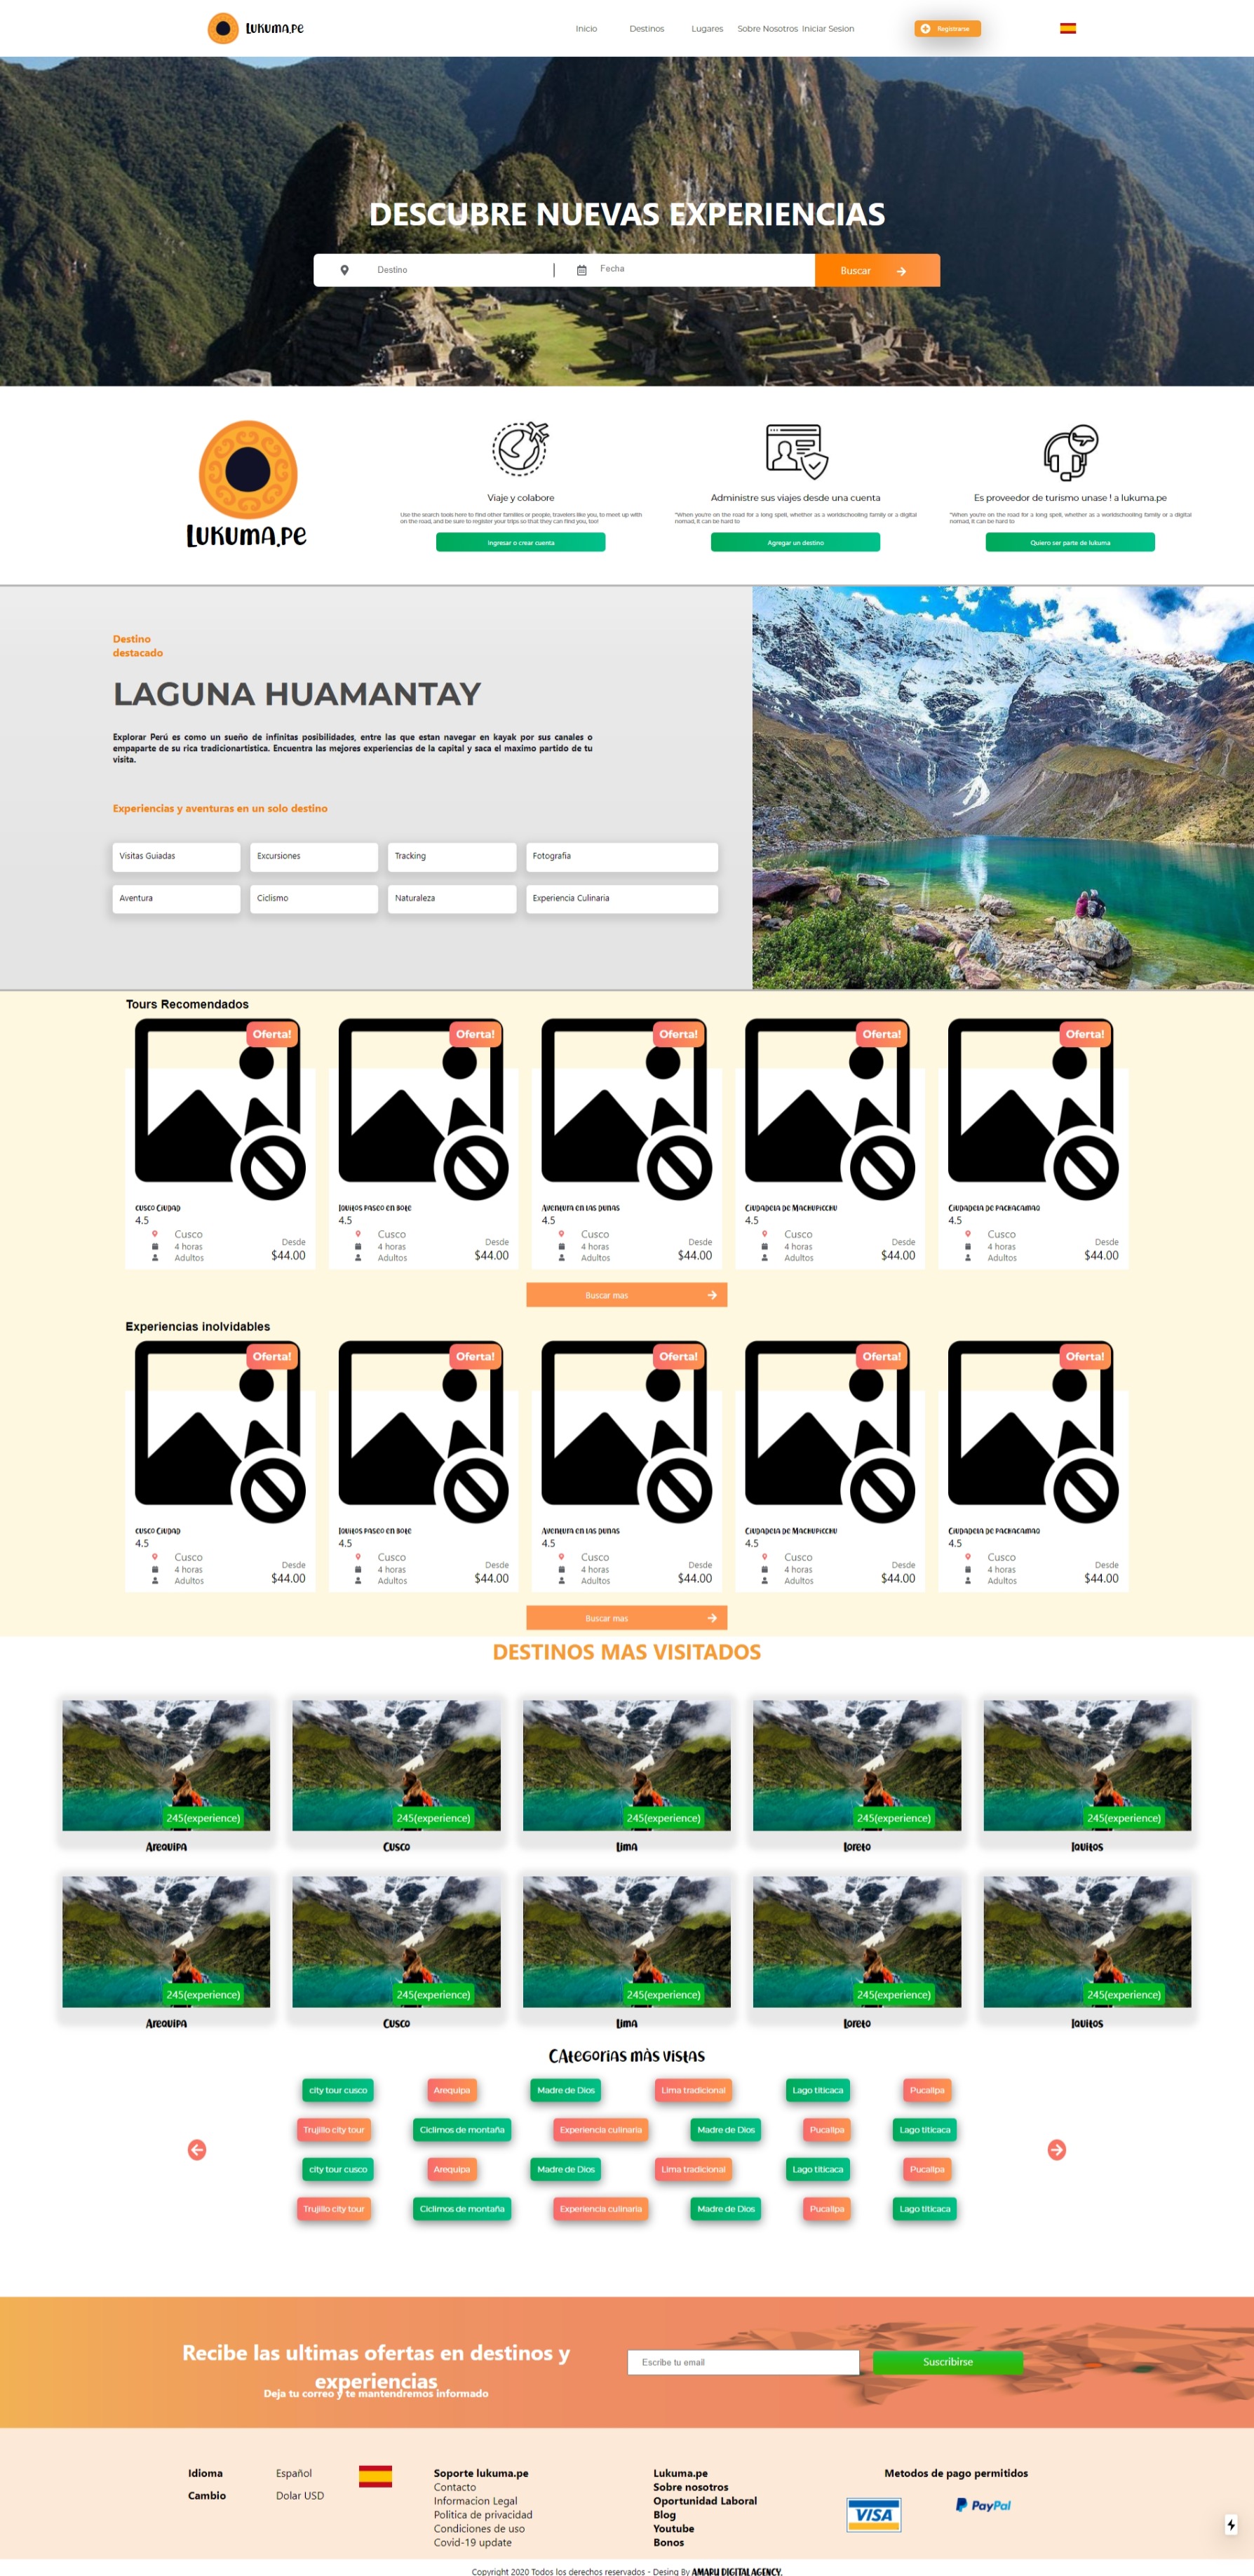 Lukuma.pe
Inicio Destinos Lugares Sobre Nosotros Iniciar Sesion Registrarse
DESCUBRE NUEVAS EXPERIENCIAS
Destino | Fecha Buscar
Lukuma.pe
Viaje y colabore
Use the search tools here to find other families or people, travelers like you, to meet up with
on the road, and be sure to register your trips so that they can find you, too!
Ingresar o crear cuenta
Administre sus viajes desde una cuenta
"When you're on the road for a long spell, whether as a worldschooling family or a digital
nomad, it can be hard to
Agregar un destino
Es proveedor de turismo unase ! a lukuma.pe
"When you're on the road for a long spell, whether as a worldschooling family or a digital
nomad, it can be hard to
Quiero ser parte de lukuma
Destino
destacado
LAGUNA HUAMANTAY
Explorar Perú es como un sueño de infinitas posibilidades, entre las que estan navegar en kayak por sus canales o
empaparte de su rica tradicionartistica. Encuentra las mejores experiencias de la capital y saca el maximo partido de tu
visita.
Experiencias y aventuras en un solo destino
Visitas Guiadas Excursiones Tracking Fotografia
Aventura Ciclismo Naturaleza Experiencia Culinaria
Tours Recomendados
Oferta! Oferta! Oferta! Oferta! Oferta!
Cusco Ciudad Iquitos paseo en bote Aventura en las dunas Ciudadela de Machupicchu Ciudadela de Pachacamac
4.5 4.5 4.5 4.5 4.5
Cusco Cusco Cusco Cusco Cusco
4 horas Desde 4 horas Desde 4 horas Desde 4 horas Desde 4 horas Desde
Adultos $44.00 Adultos $44.00 Adultos $44.00 Adultos $44.00 Adultos $44.00
Buscar mas
Experiencias inolvidables
Oferta! Oferta! Oferta! Oferta! Oferta!
Cusco Ciudad Iquitos paseo en bote Aventura en las dunas Ciudadela de Machupicchu Ciudadela de Pachacamac
4.5 4.5 4.5 4.5 4.5
Cusco Cusco Cusco Cusco Cusco
4 horas Desde 4 horas Desde 4 horas Desde 4 horas Desde 4 horas Desde
Adultos $44.00 Adultos $44.00 Adultos $44.00 Adultos $44.00 Adultos $44.00
Buscar mas
DESTINOS MAS VISITADOS
245(experience) 245(experience) 245(experience) 245(experience) 245(experience)
Arequipa Cusco Lima Loreto Iquitos
245(experience) 245(experience) 245(experience) 245(experience) 245(experience)
Arequipa Cusco Lima Loreto Iquitos
Categorias màs vistas
city tour cusco Arequipa Madre de Dios Lima tradicional Lago titicaca Pucallpa
Trujillo city tour Ciclimos de montaña Experiencia culinaria Madre de Dios Pucallpa Lago titicaca
city tour cusco Arequipa Madre de Dios Lima tradicional Lago titicaca Pucallpa
Trujillo city tour Ciclimos de montaña Experiencia culinaria Madre de Dios Pucallpa Lago titicaca
Recibe las ultimas ofertas en destinos y
experiencias
Deja tu correo y te mantendremos informado
Escribe tu email Suscribirse
Idioma Español
Cambio Dolar USD
Soporte lukuma.pe
Contacto
Informacion Legal
Politica de privacidad
Condiciones de uso
Covid-19 update
Lukuma.pe
Sobre nosotros
Oportunidad Laboral
Blog
Youtube
Bonos
Metodos de pago permitidos
VISA PayPal
Copyright 2020 Todos los derechos reservados - Desing By AMARU DIGITAL AGENCY.